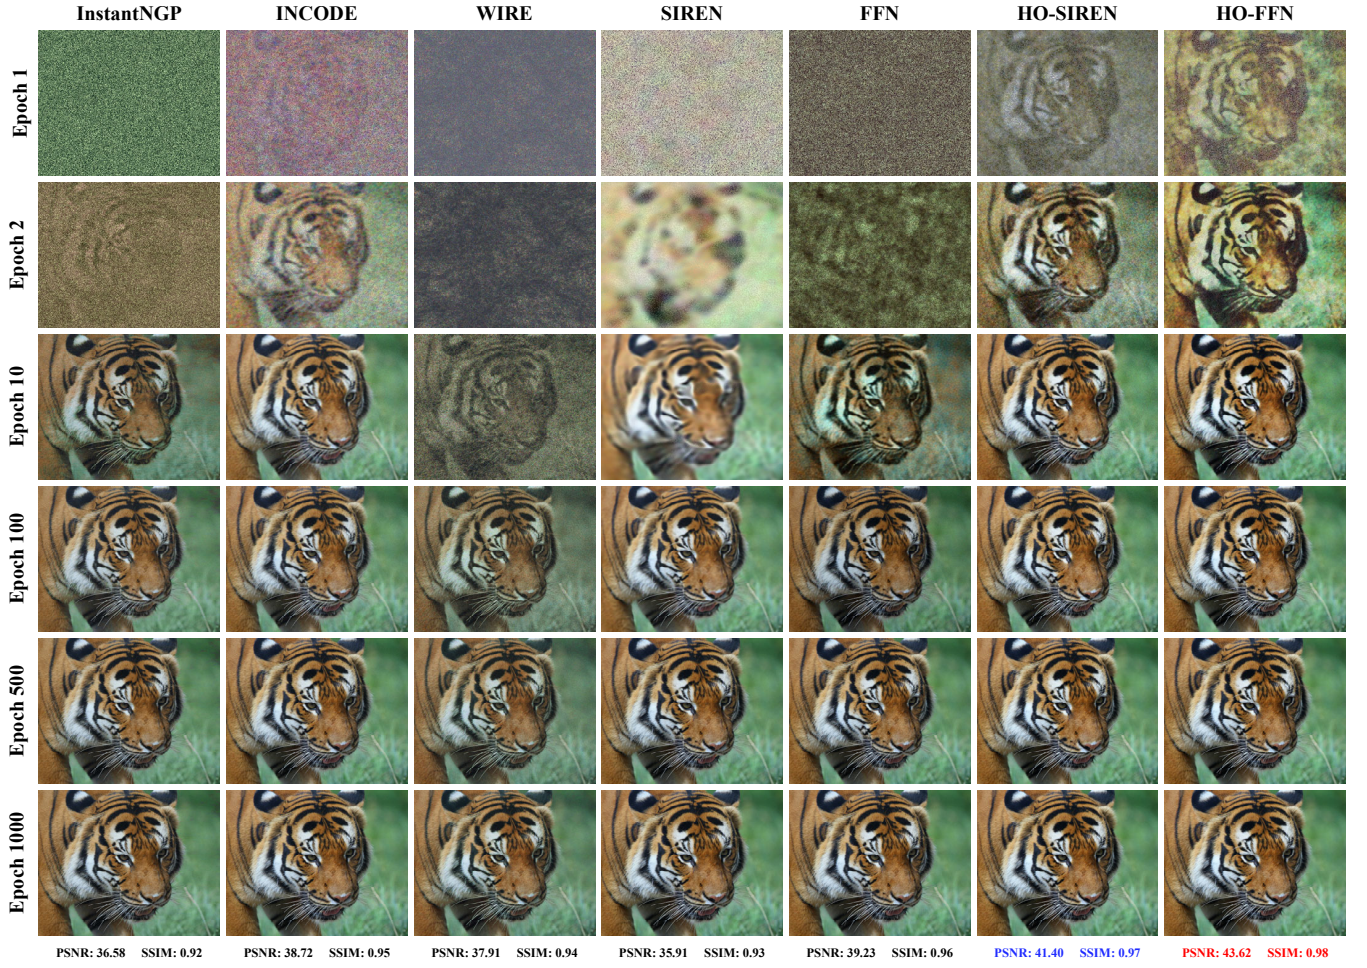 InstantNGP INCODE WIRE SIREN FFN HO-SIREN HO-FFN
Epoch 1
Epoch 2
Epoch 10
Epoch 100
Epoch 500
Epoch 1000
PSNR: 36.58 SSIM: 0.92 PSNR: 38.72 SSIM: 0.95 PSNR: 37.91 SSIM: 0.94 PSNR: 35.91 SSIM: 0.93 PSNR: 39.23 SSIM: 0.96 PSNR: 41.40 SSIM: 0.97 PSNR: 43.62 SSIM: 0.98